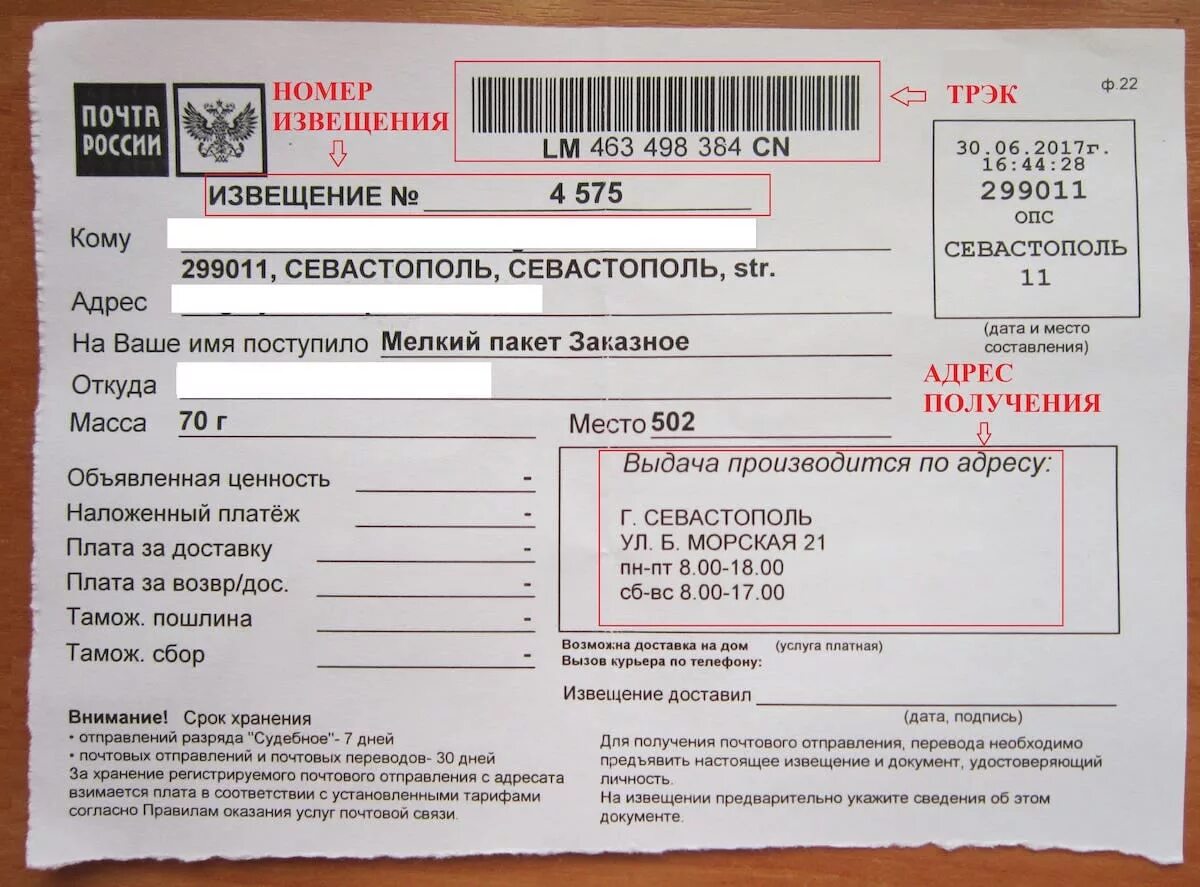 ПОЧТА
РОССИИ
НОМЕР
ИЗВЕЩЕНИЯ
LM 463 498 384 CN
ТРЭК
ф.22
ИЗВЕЩЕНИЕ № 4 575
30.06.2017г.
16:44:28
299011
ОПС
СЕВАСТОПОЛЬ
11
(дата и место
составления)
Кому
299011, СЕВАСТОПОЛЬ, СЕВАСТОПОЛЬ, str.
Адрес
На Ваше имя поступило Мелкий пакет Заказное
Откуда
Масса 70 г Место 502
АДРЕС
ПОЛУЧЕНИЯ
Выдача производится по адресу:
Г. СЕВАСТОПОЛЬ
УЛ. Б. МОРСКАЯ 21
пн-пт 8.00-18.00
сб-вс 8.00-17.00
Объявленная ценность -
Наложенный платёж -
Плата за доставку -
Плата за возвр/дос. -
Тамож. пошлина -
Тамож. сбор -
Возможна доставка на дом (услуга платная)
Вызов курьера по телефону:
Извещение доставил
(дата, подпись)
Внимание! Срок хранения
• отправлений разряда "Судебное"- 7 дней
• почтовых отправлений и почтовых переводов- 30 дней
За хранение регистрируемого почтового отправления с адресата
взимается плата в соответствии с установленными тарифами
согласно Правилам оказания услуг почтовой связи.
Для получения почтового отправления, перевода необходимо
предъявить настоящее извещение и документ, удостоверяющий
личность.
На извещении предварительно укажите сведения об этом
документе.